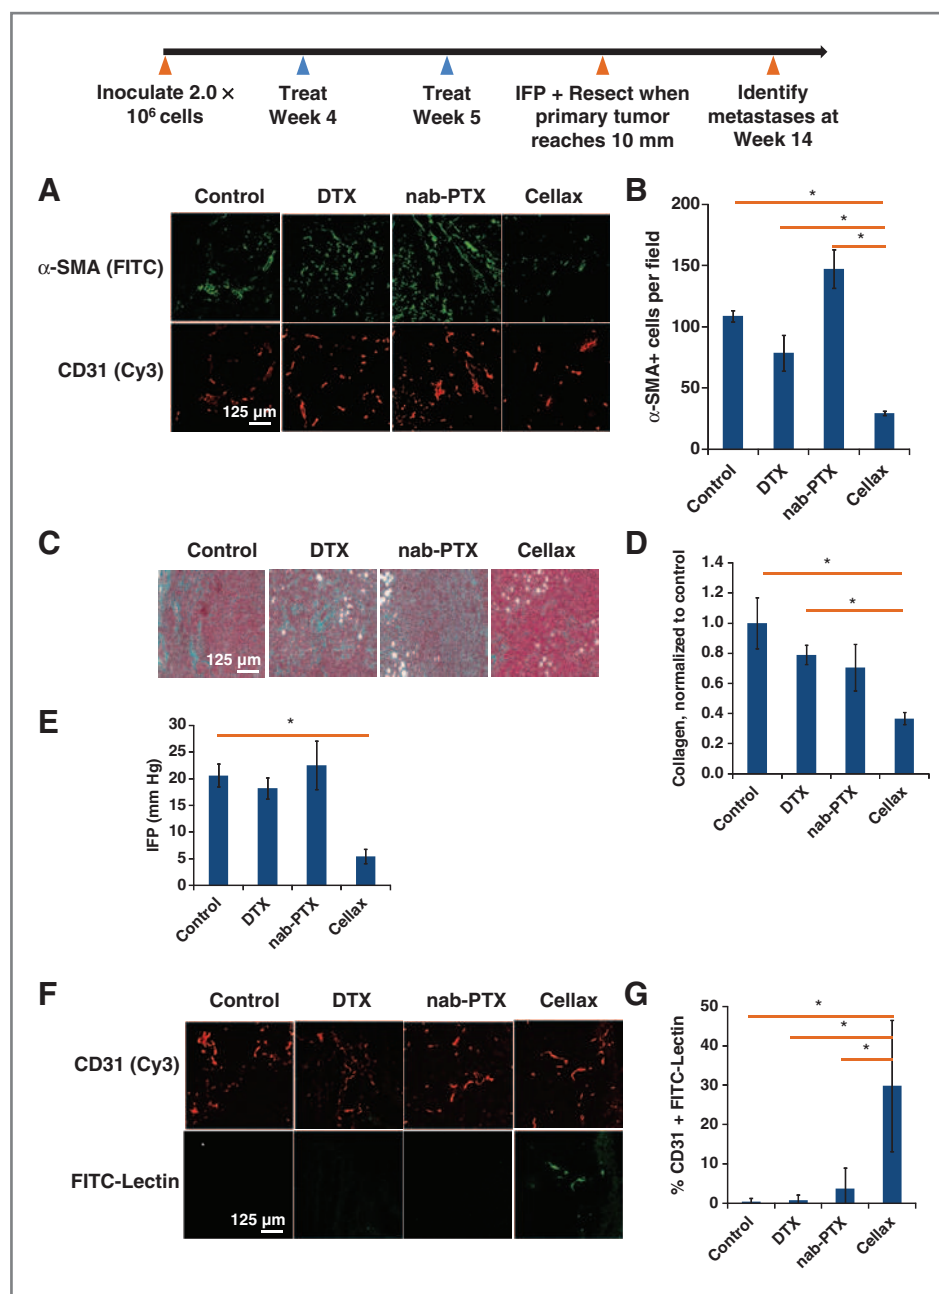 Inoculate 2.0 ×
10⁶ cells
Treat
Week 4
Treat
Week 5
IFP + Resect when
primary tumor
reaches 10 mm
Identify
metastases at
Week 14
A
Control
DTX
nab-PTX
Cellax
α-SMA (FITC)
CD31 (Cy3)
125 μm
B
*
*
*
α-SMA+ cells per field
200
150
100
50
0
Control
DTX
nab-PTX
Cellax
C
Control
DTX
nab-PTX
Cellax
125 μm
D
*
*
Collagen, normalized to control
1.4
1.2
1.0
0.8
0.6
0.4
0.2
0.0
Control
DTX
nab-PTX
Cellax
E
*
IFP (mm Hg)
30
25
20
15
10
5
0
Control
DTX
nab-PTX
Cellax
F
Control
DTX
nab-PTX
Cellax
CD31 (Cy3)
FITC-Lectin
125 μm
G
*
*
*
% CD31 + FITC-Lectin
50
40
30
20
10
0
Control
DTX
nab-PTX
Cellax